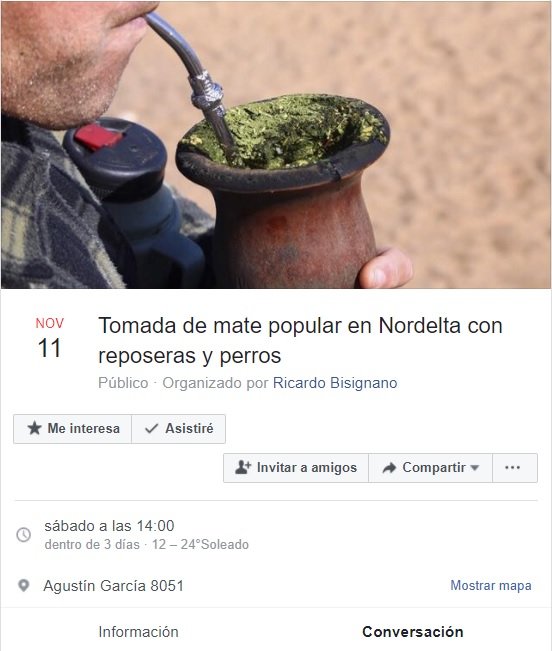 NOV
11
Tomada de mate popular en Nordelta con
reposeras y perros
Público · Organizado por Ricardo Bisignano
Me interesa
Asistiré
Invitar a amigos
Compartir
sábado a las 14:00
dentro de 3 días · 12 – 24°Soleado
Agustín García 8051
Mostrar mapa
Información
Conversación